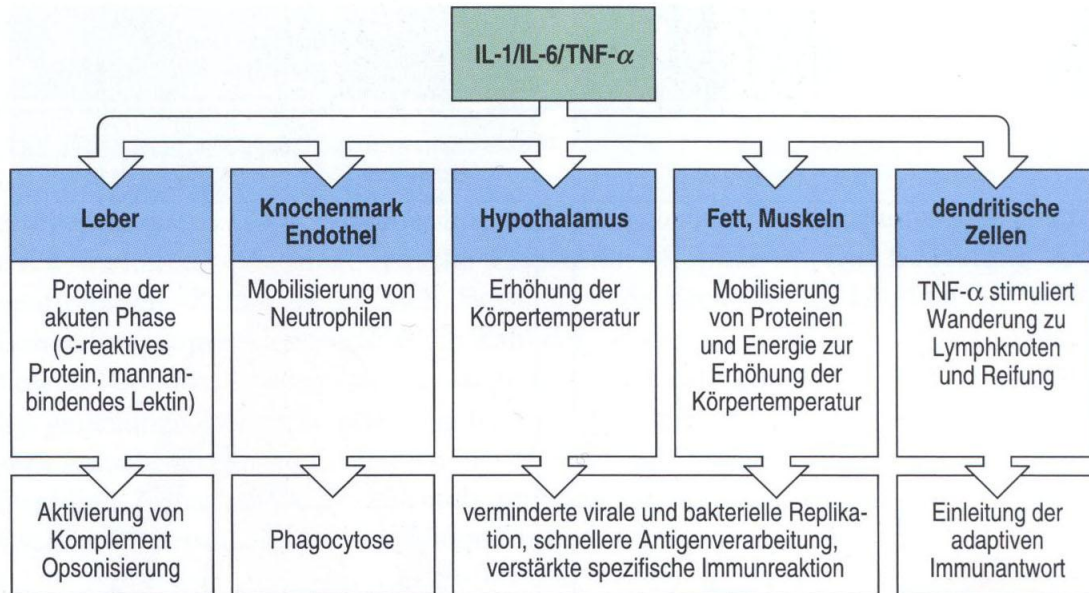 IL-1/IL-6/TNF-α
Leber
Knochenmark
Endothel
Hypothalamus
Fett, Muskeln
dendritische
Zellen
Proteine der
akuten Phase
(C-reaktives
Protein, mannan-
bindendes Lektin)
Mobilisierung von
Neutrophilen
Erhöhung der
Körpertemperatur
Mobilisierung
von Proteinen
und Energie zur
Erhöhung der
Körpertemperatur
TNF-α stimuliert
Wanderung zu
Lymphknoten
und Reifung
Aktivierung von
Komplement
Opsonisierung
Phagocytose
verminderte virale und bakterielle Replika-
tion, schnellere Antigenverarbeitung,
verstärkte spezifische Immunreaktion
Einleitung der
adaptiven
Immunantwort